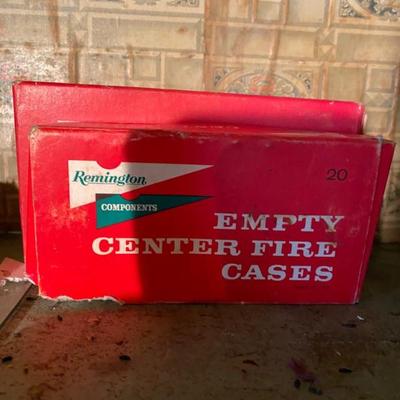 Remington
COMPONENTS
20
EMPTY
CENTER FIRE
CASES